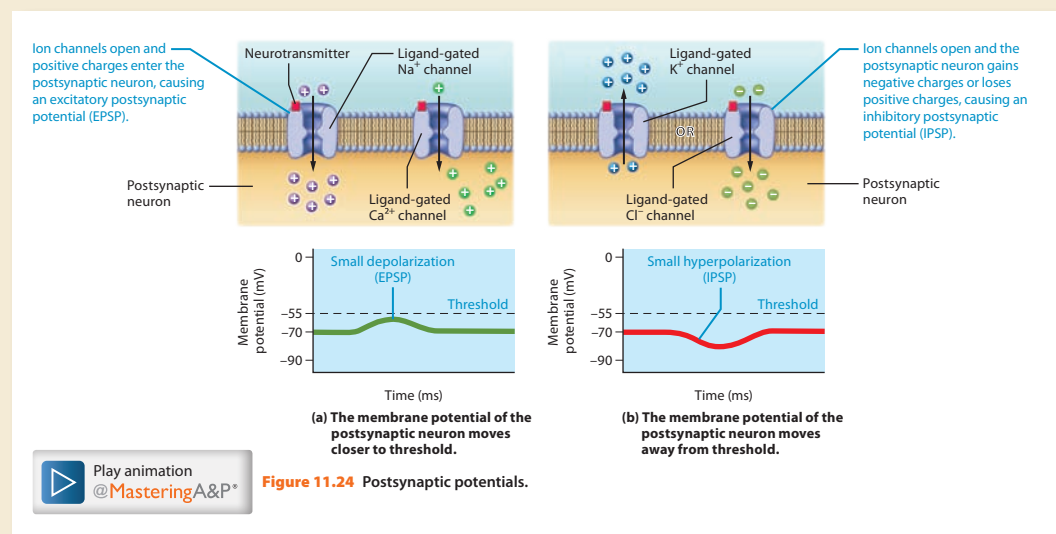 Ion channels open and
positive charges enter the
postsynaptic neuron, causing
an excitatory postsynaptic
potential (EPSP).
Neurotransmitter
Ligand-gated
Na⁺ channel
Postsynaptic
neuron
Ligand-gated
Ca²⁺ channel
Ligand-gated
K⁺ channel
OR
Ion channels open and the
postsynaptic neuron gains
negative charges or loses
positive charges, causing an
inhibitory postsynaptic
potential (IPSP).
Ligand-gated
Cl⁻ channel
Postsynaptic
neuron
Membrane
potential (mV)
0
–55
–70
–90
Small depolarization
(EPSP)
Threshold
Time (ms)
(a) The membrane potential of the
postsynaptic neuron moves
closer to threshold.
Membrane
potential (mV)
0
–55
–70
–90
Small hyperpolarization
(IPSP)
Threshold
Time (ms)
(b) The membrane potential of the
postsynaptic neuron moves
away from threshold.
Play animation
@MasteringA&P®
Figure 11.24 Postsynaptic potentials.